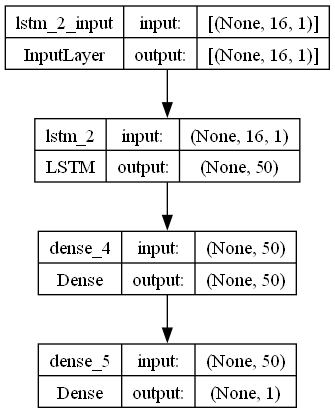 lstm_2_input input: [(None, 16, 1)]
InputLayer output: [(None, 16, 1)]
lstm_2 input: (None, 16, 1)
LSTM output: (None, 50)
dense_4 input: (None, 50)
Dense output: (None, 50)
dense_5 input: (None, 50)
Dense output: (None, 1)